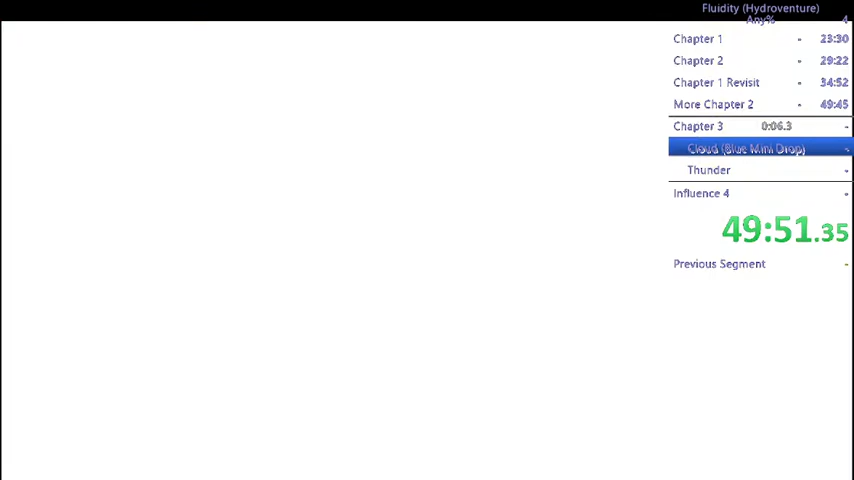 Fluidity (Hydroventure)
Any% 4
Chapter 1 - 23:30
Chapter 2 - 29:22
Chapter 1 Revisit - 34:52
More Chapter 2 - 49:45
Chapter 3 0:06.3 -
Cloud (Blue Mini Drop) -
Thunder -
Influence 4 -
49:51.35
Previous Segment -